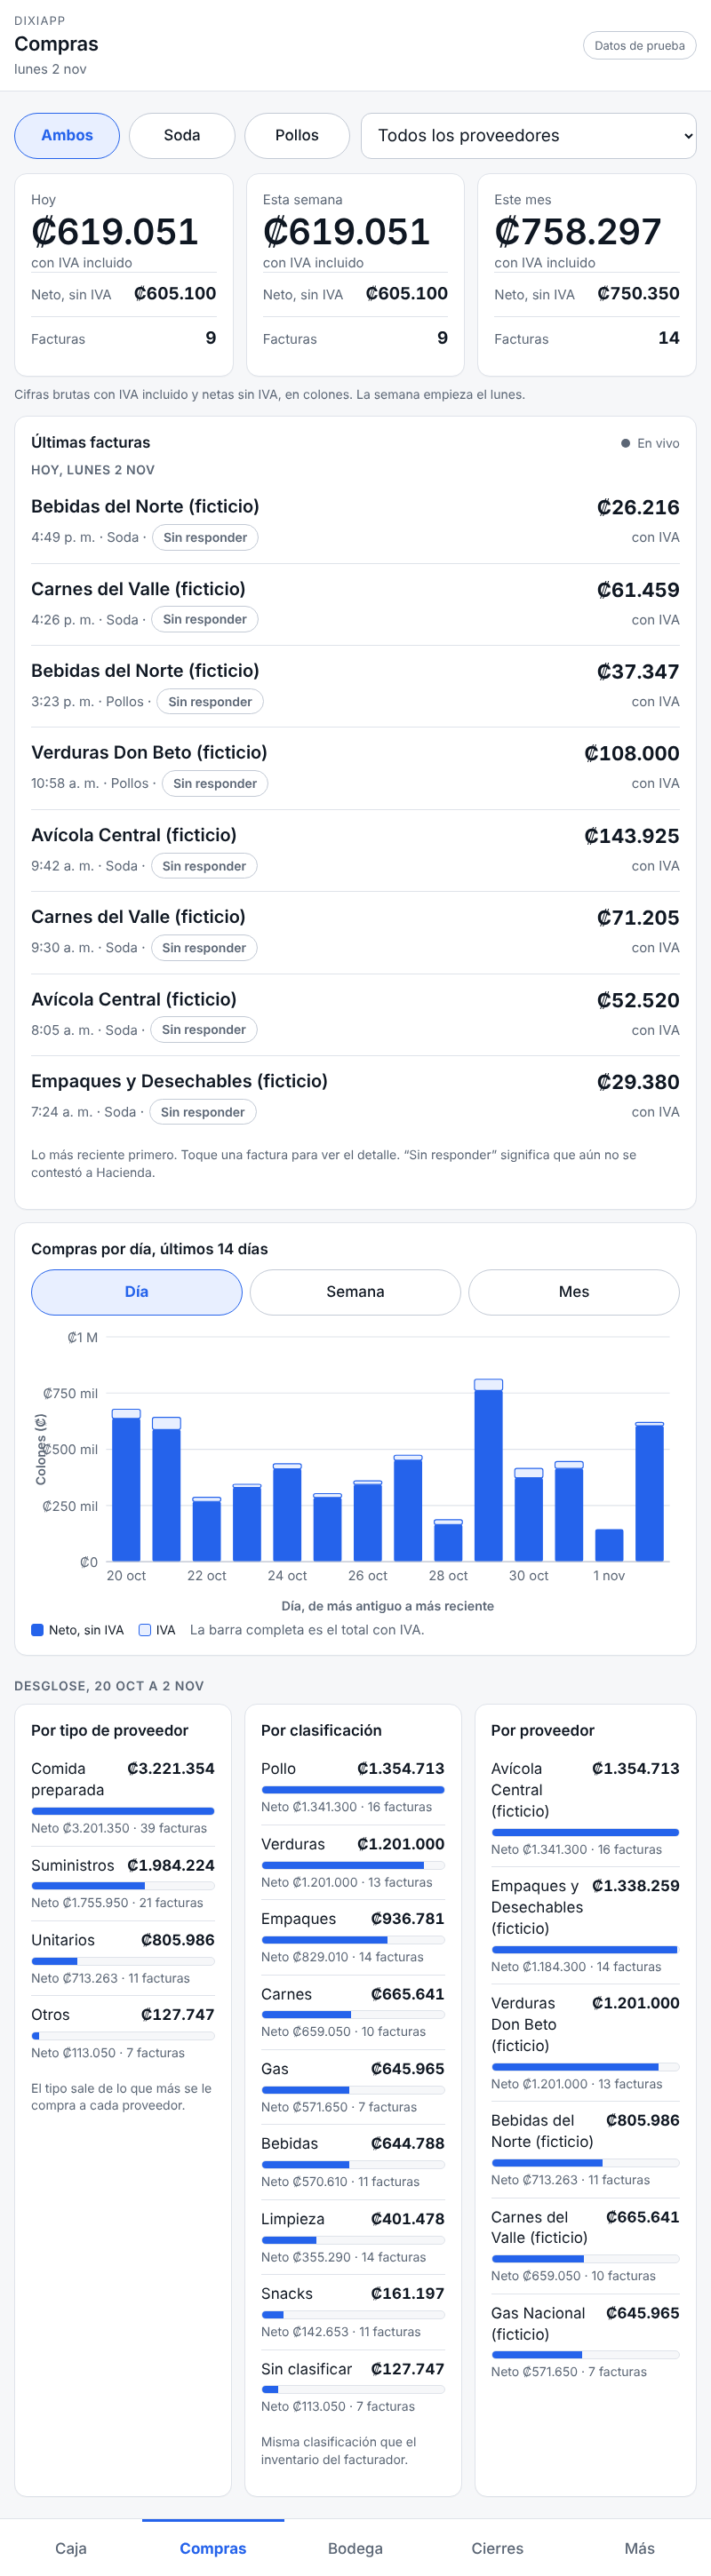 DIXIAPP
Compras
lunes 2 nov
Datos de prueba
Ambos
Soda
Pollos
Todos los proveedores
Hoy
₡619.051
con IVA incluido
Neto, sin IVA ₡605.100
Facturas 9
Esta semana
₡619.051
con IVA incluido
Neto, sin IVA ₡605.100
Facturas 9
Este mes
₡758.297
con IVA incluido
Neto, sin IVA ₡750.350
Facturas 14
Cifras brutas con IVA incluido y netas sin IVA, en colones. La semana empieza el lunes.
Últimas facturas
En vivo
HOY, LUNES 2 NOV
Bebidas del Norte (ficticio) ₡26.216
4:49 p. m. · Soda · Sin responder con IVA
Carnes del Valle (ficticio) ₡61.459
4:26 p. m. · Soda · Sin responder con IVA
Bebidas del Norte (ficticio) ₡37.347
3:23 p. m. · Pollos · Sin responder con IVA
Verduras Don Beto (ficticio) ₡108.000
10:58 a. m. · Pollos · Sin responder con IVA
Avícola Central (ficticio) ₡143.925
9:42 a. m. · Soda · Sin responder con IVA
Carnes del Valle (ficticio) ₡71.205
9:30 a. m. · Soda · Sin responder con IVA
Avícola Central (ficticio) ₡52.520
8:05 a. m. · Soda · Sin responder con IVA
Empaques y Desechables (ficticio) ₡29.380
7:24 a. m. · Soda · Sin responder con IVA
Lo más reciente primero. Toque una factura para ver el detalle. “Sin responder” significa que aún no se
contestó a Hacienda.
Compras por día, últimos 14 días
Día
Semana
Mes
₡1 M
₡750 mil
₡500 mil
₡250 mil
₡0
Colones (₡)
20 oct 22 oct 24 oct 26 oct 28 oct 30 oct 1 nov
Día, de más antiguo a más reciente
Neto, sin IVA IVA La barra completa es el total con IVA.
DESGLOSE, 20 OCT A 2 NOV
Por tipo de proveedor
Comida ₡3.221.354
preparada
Neto ₡3.201.350 · 39 facturas
Suministros ₡1.984.224
Neto ₡1.755.950 · 21 facturas
Unitarios ₡805.986
Neto ₡713.263 · 11 facturas
Otros ₡127.747
Neto ₡113.050 · 7 facturas
El tipo sale de lo que más se le
compra a cada proveedor.
Por clasificación
Pollo ₡1.354.713
Neto ₡1.341.300 · 16 facturas
Verduras ₡1.201.000
Neto ₡1.201.000 · 13 facturas
Empaques ₡936.781
Neto ₡829.010 · 14 facturas
Carnes ₡665.641
Neto ₡659.050 · 10 facturas
Gas ₡645.965
Neto ₡571.650 · 7 facturas
Bebidas ₡644.788
Neto ₡570.610 · 11 facturas
Limpieza ₡401.478
Neto ₡355.290 · 14 facturas
Snacks ₡161.197
Neto ₡142.653 · 11 facturas
Sin clasificar ₡127.747
Neto ₡113.050 · 7 facturas
Misma clasificación que el
inventario del facturador.
Por proveedor
Avícola ₡1.354.713
Central
(ficticio)
Neto ₡1.341.300 · 16 facturas
Empaques y ₡1.338.259
Desechables
(ficticio)
Neto ₡1.184.300 · 14 facturas
Verduras ₡1.201.000
Don Beto
(ficticio)
Neto ₡1.201.000 · 13 facturas
Bebidas del ₡805.986
Norte (ficticio)
Neto ₡713.263 · 11 facturas
Carnes del ₡665.641
Valle (ficticio)
Neto ₡659.050 · 10 facturas
Gas Nacional ₡645.965
(ficticio)
Neto ₡571.650 · 7 facturas
Caja
Compras
Bodega
Cierres
Más